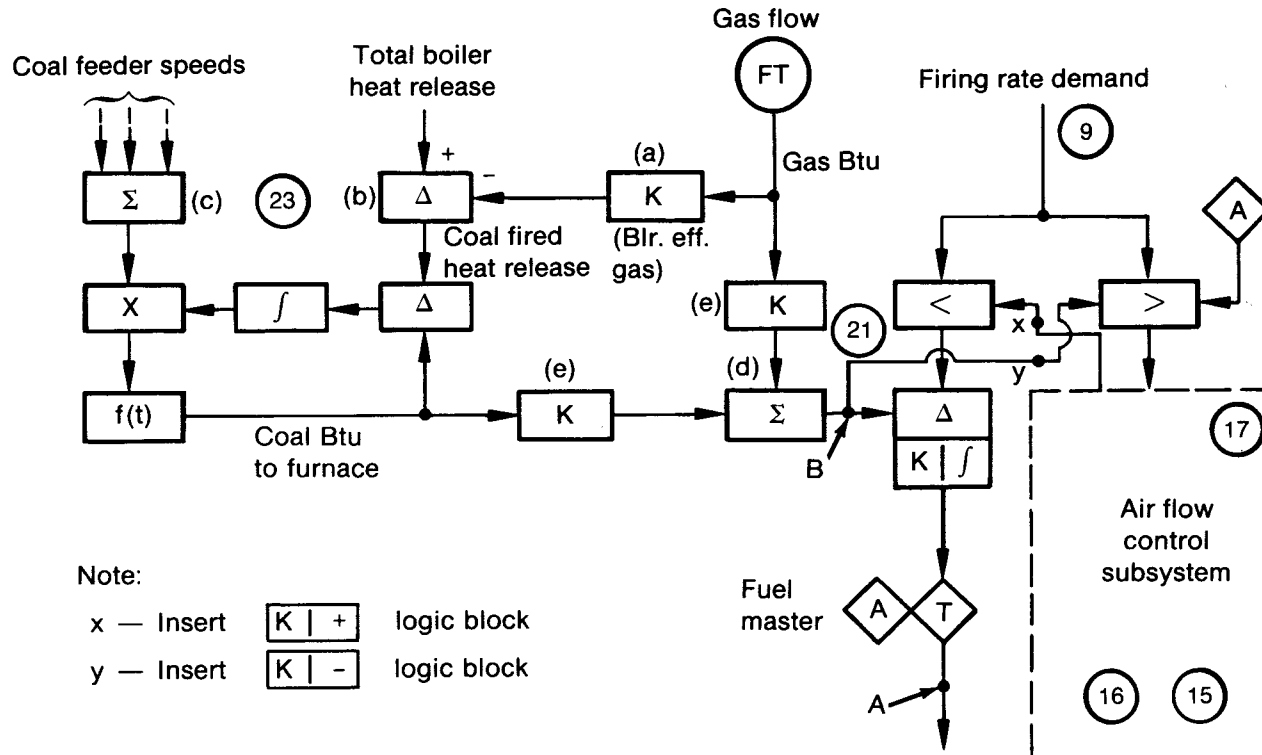 Coal feeder speeds
Total boiler
heat release
Gas flow
FT
Firing rate demand
9
Gas Btu
A
+
-
(a)
K
(Blr. eff.
gas)
(b)
Δ
Σ
(c)
23
Coal fired
heat release
X
∫
Δ
(e)
K
21
<
x
>
y
f(t)
Coal Btu
to furnace
(e)
K
(d)
Σ
B
Δ
K | ∫
17
Air flow
control
subsystem
Fuel
master
A
T
A
16
15
Note:
x — Insert K | + logic block
y — Insert K | - logic block